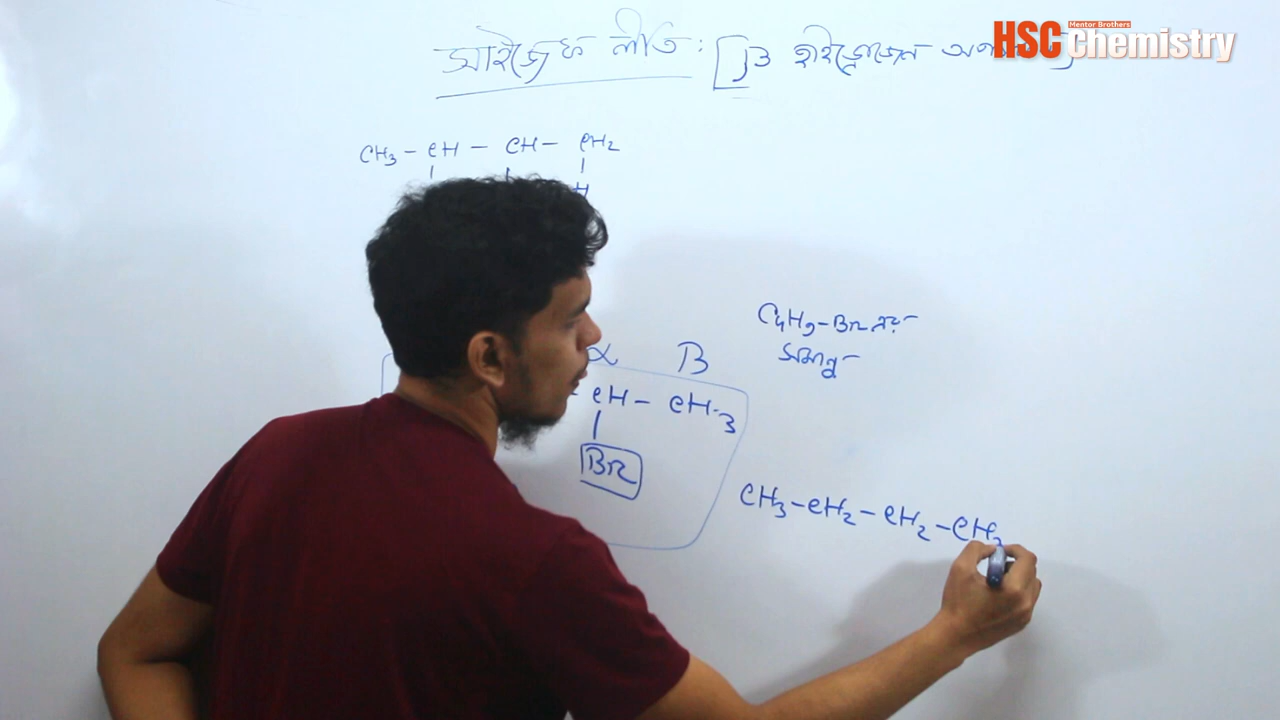 Mentor Brothers
HSC Chemistry
সাইজেফ নীতি : β হাইড্রোজেন
CH3 – CH – CH – CH2
H
C4H9–Br এর
সমাণু
α β
CH – CH3
Br
CH3–CH2–CH2–CH2